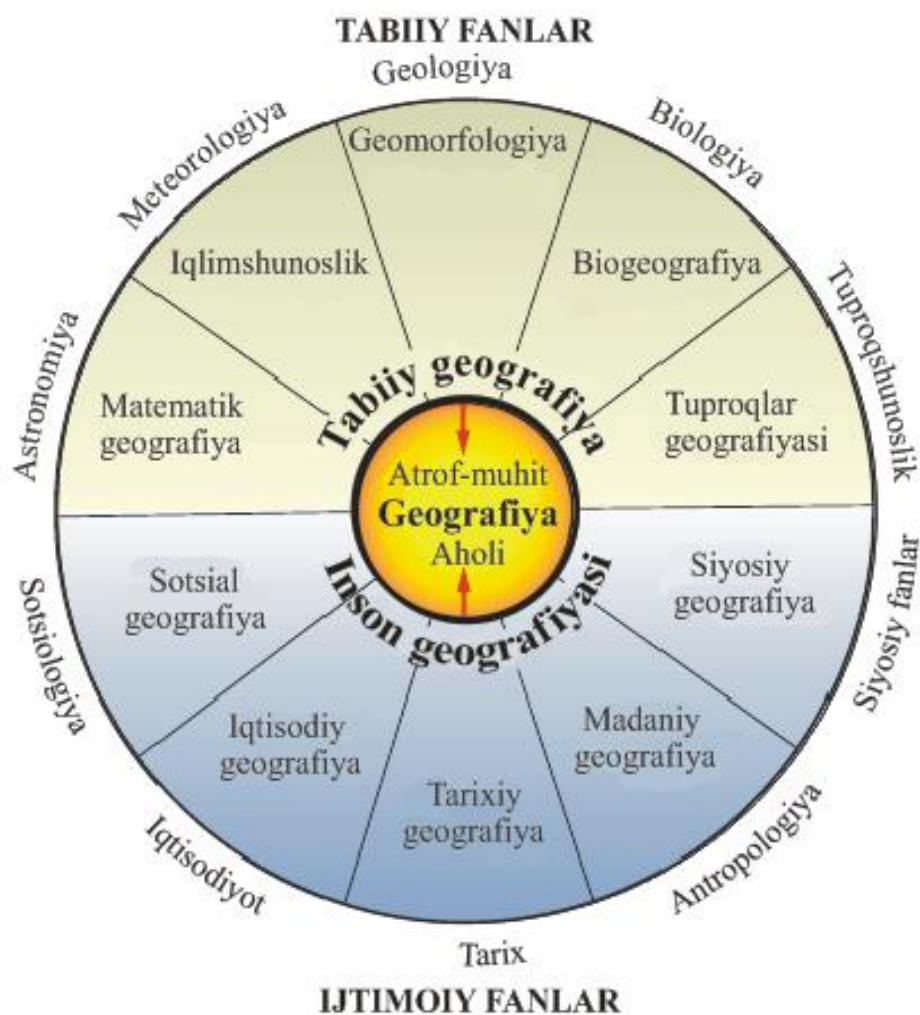 TABIIY FANLAR
Geologiya
Meteorologiya
Biologiya
Geomorfologiya
Iqlimshunoslik
Biogeografiya
Astronomiya
Tuproqshunoslik
Matematik
geografiya
Tabiiy geografiya
Tuproqlar
geografiyasi
Atrof-muhit
Geografiya
Aholi
Inson geografiyasi
Sotsial
geografiya
Siyosiy
geografiya
Sotsiologiya
Siyosiy fanlar
Iqtisodiy
geografiya
Madaniy
geografiya
Tarixiy
geografiya
Iqtisodiyot
Antropologiya
Tarix
IJTIMOIY FANLAR